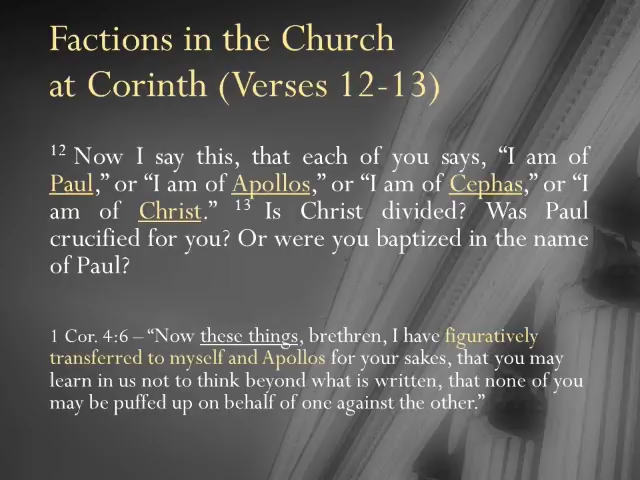 Factions in the Church
at Corinth (Verses 12-13)
12 Now I say this, that each of you says, “I am of
Paul,” or “I am of Apollos,” or “I am of Cephas,” or “I
am of Christ.” 13 Is Christ divided? Was Paul
crucified for you? Or were you baptized in the name
of Paul?
1 Cor. 4:6 – “Now these things, brethren, I have figuratively
transferred to myself and Apollos for your sakes, that you may
learn in us not to think beyond what is written, that none of you
may be puffed up on behalf of one against the other.”